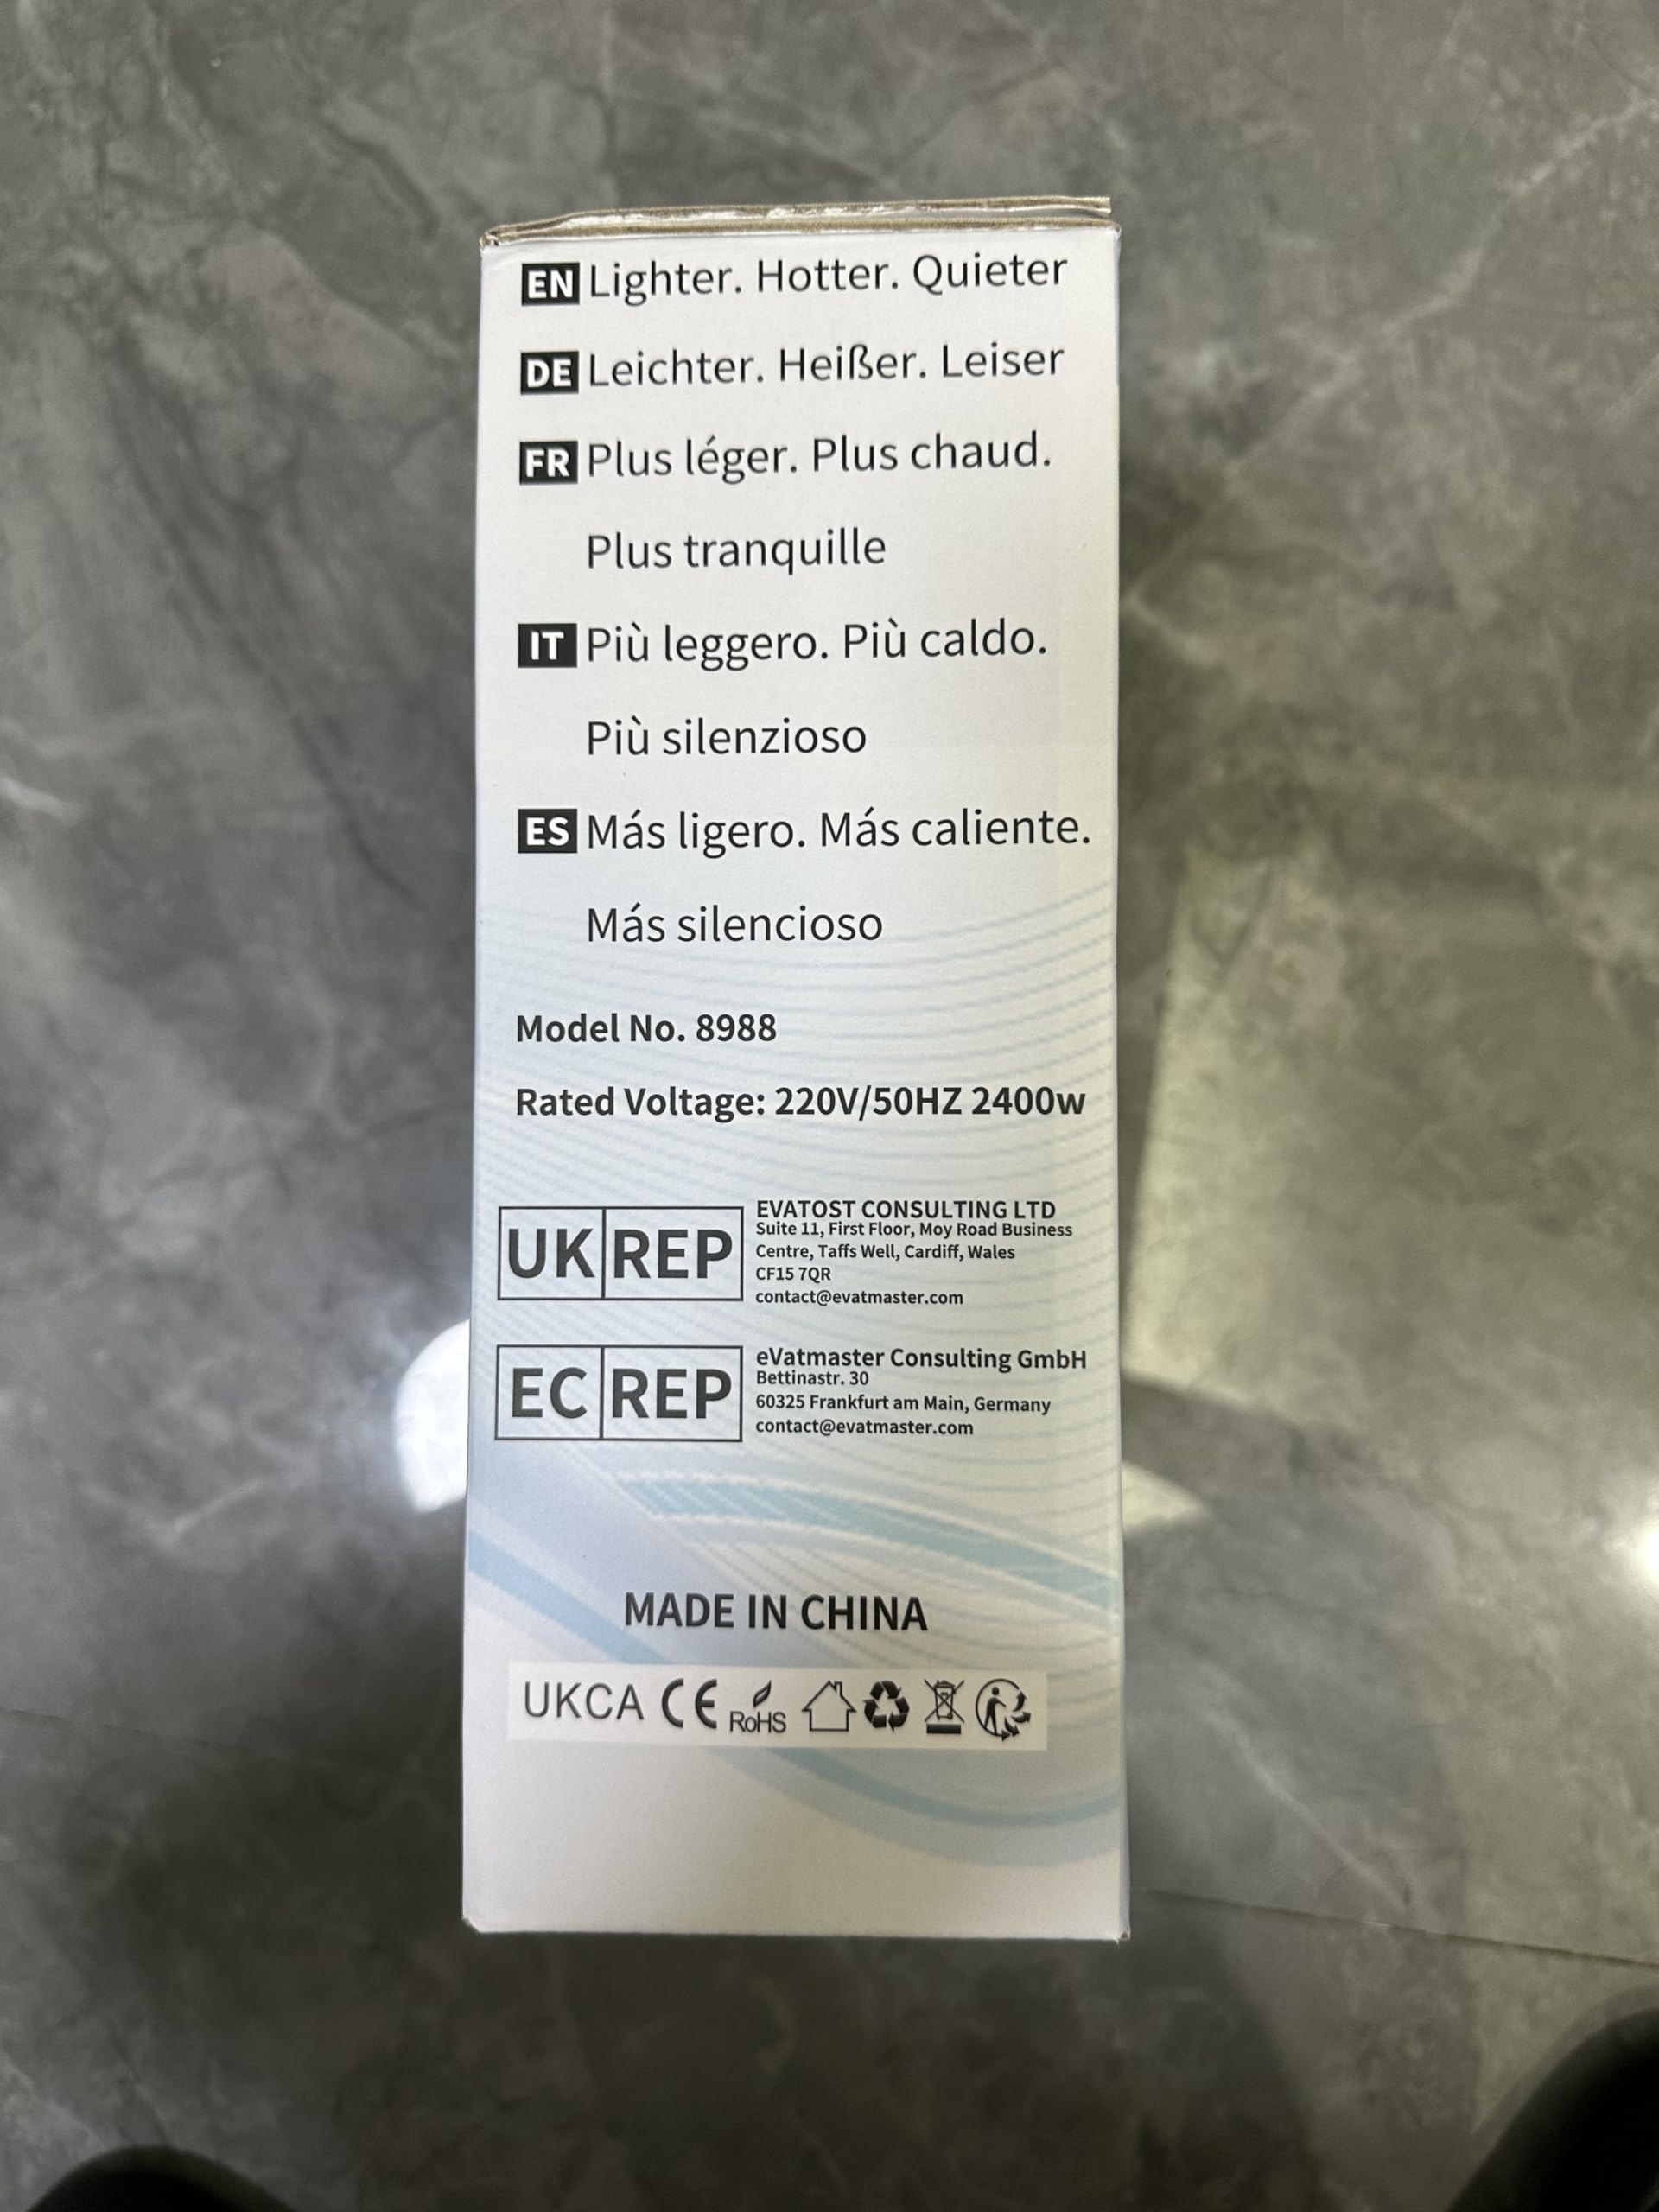 EN Lighter. Hotter. Quieter
DE Leichter. Heißer. Leiser
FR Plus léger. Plus chaud.
Plus tranquille
IT Più leggero. Più caldo.
Più silenzioso
ES Más ligero. Más caliente.
Más silencioso
Model No. 8988
Rated Voltage: 220V/50HZ 2400w
UK REP
EVATOST CONSULTING LTD
Suite 11, First Floor, Moy Road Business
Centre, Taffs Well, Cardiff, Wales
CF15 7QR
contact@evatmaster.com
EC REP
eVatmaster Consulting GmbH
Bettinastr. 30
60325 Frankfurt am Main, Germany
contact@evatmaster.com
MADE IN CHINA
UKCA CE RoHS